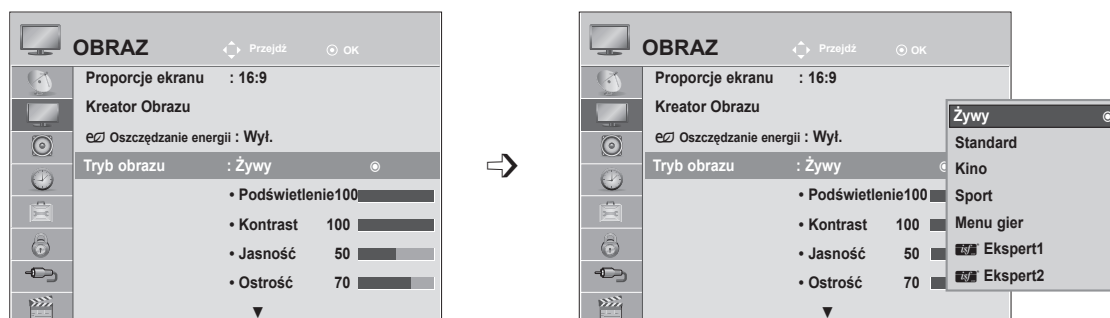 OBRAZ Przejdź OK
Proporcje ekranu : 16:9
Kreator Obrazu
Oszczędzanie energii : Wył.
Tryb obrazu : Żywy
• Podświetlenie100
• Kontrast 100
• Jasność 50
• Ostrość 70
▼
OBRAZ Przejdź OK
Proporcje ekranu : 16:9
Kreator Obrazu
Oszczędzanie energii : Wył.
Tryb obrazu : Żywy
• Podświetlenie100
• Kontrast 100
• Jasność 50
• Ostrość 70
▼
Żywy
Standard
Kino
Sport
Menu gier
isf Ekspert1
isf Ekspert2